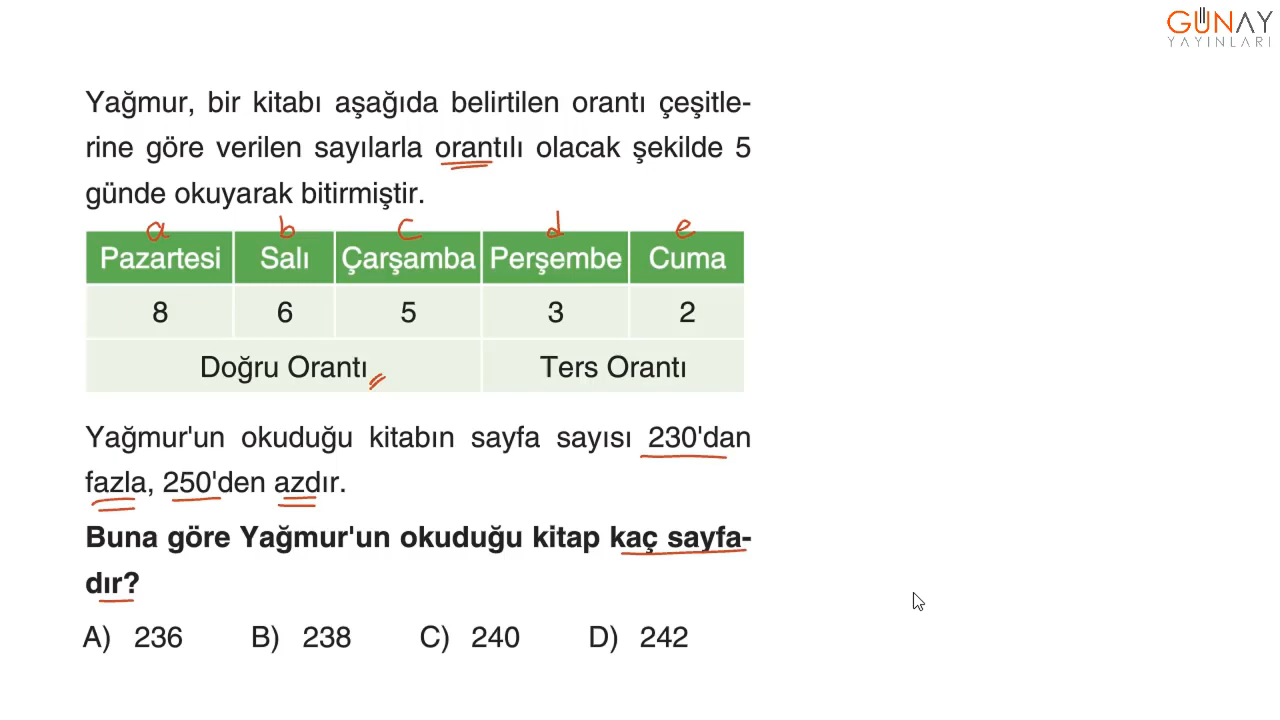 GÜNAY
YAYINLARI
Yağmur, bir kitabı aşağıda belirtilen orantı çeşitle-
rine göre verilen sayılarla orantılı olacak şekilde 5
günde okuyarak bitirmiştir.
a b c d e
Pazartesi Salı Çarşamba Perşembe Cuma
8 6 5 3 2
Doğru Orantı Ters Orantı
Yağmur'un okuduğu kitabın sayfa sayısı 230'dan
fazla, 250'den azdır.
Buna göre Yağmur'un okuduğu kitap kaç sayfa-
dır?
A) 236 B) 238 C) 240 D) 242